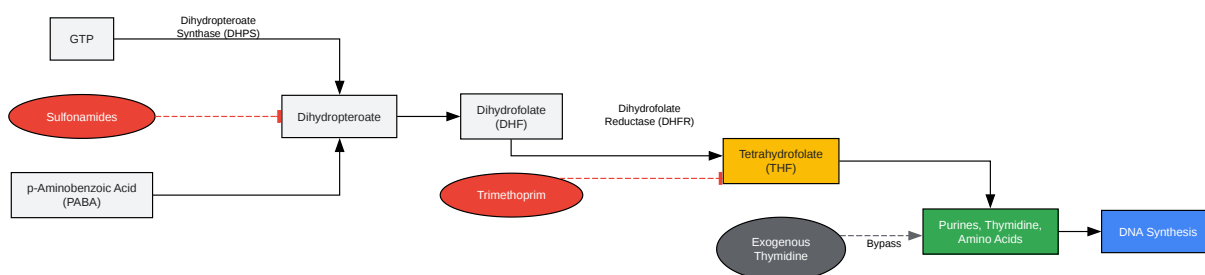 Dihydropteroate
Synthase (DHPS)
GTP
Sulfonamides
Dihydropteroate
Dihydrofolate
(DHF)
Dihydrofolate
Reductase (DHFR)
Tetrahydrofolate
(THF)
p-Aminobenzoic Acid
(PABA)
Trimethoprim
Purines, Thymidine,
Amino Acids
DNA Synthesis
Exogenous
Thymidine
Bypass